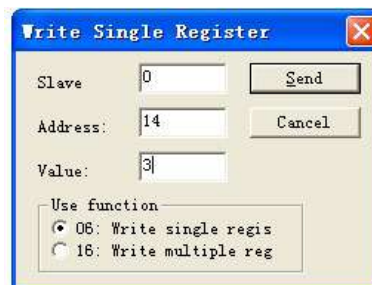 Write Single Register
Slave 0 Send
Address: 14 Cancel
Value: 3
Use function
06: Write single regis
16: Write multiple reg